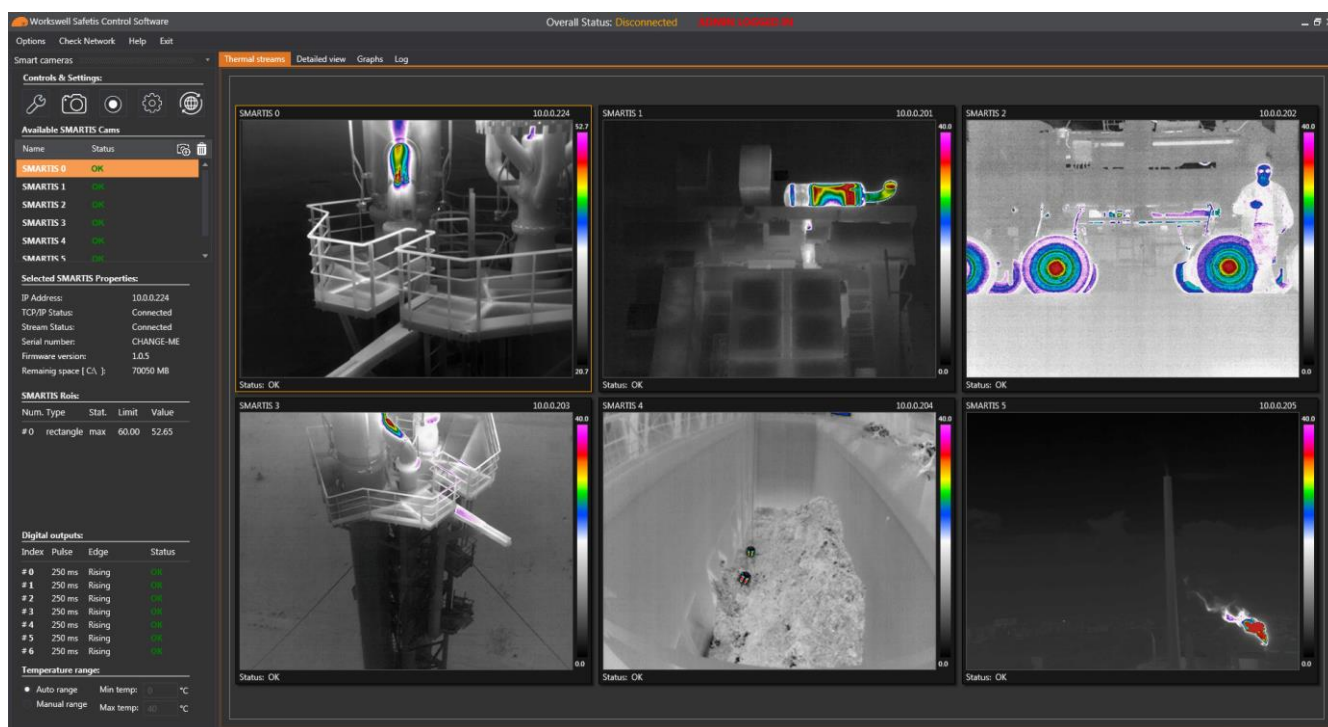 Workswell Safetis Control Software
Overall Status: Disconnected
Options Check Network Help Exit
Smart cameras
Thermal streams Detailed view Graphs Log
Controls & Settings:
Available SMARTIS Cams
Name Status
SMARTIS 0 OK
SMARTIS 1 OK
SMARTIS 2 OK
SMARTIS 3 OK
SMARTIS 4 OK
SMARTIS 5 OK
Selected SMARTIS Properties:
IP Address: 10.0.0.224
TCP/IP Status: Connected
Stream Status: Connected
Serial number: CHANGE-ME
Firmware version: 1.0.5
Remainig space [ C:\ ]: 70050 MB
SMARTIS Rois:
Num. Type Stat. Limit Value
#0 rectangle max 60.00 52.65
Digital outputs:
Index Pulse Edge Status
# 0 250 ms Rising OK
# 1 250 ms Rising OK
# 2 250 ms Rising OK
# 3 250 ms Rising OK
# 4 250 ms Rising OK
# 5 250 ms Rising OK
# 6 250 ms Rising OK
Temperature range:
Auto range Min temp: 0 °C
Manual range Max temp: 40 °C
SMARTIS 0 10.0.0.224
52.7
20.7
Status: OK
SMARTIS 1 10.0.0.201
40.0
0.0
Status: OK
SMARTIS 2 10.0.0.202
40.0
0.0
Status: OK
SMARTIS 3 10.0.0.203
40.0
0.0
Status: OK
SMARTIS 4 10.0.0.204
40.0
0.0
Status: OK
SMARTIS 5 10.0.0.205
40.0
0.0
Status: OK